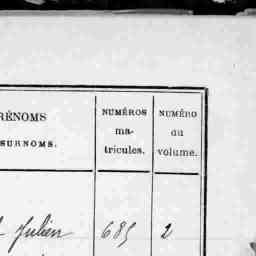 RÉNOMS
SURNOMS.
NUMÉROS
ma-
tricules.
NUMÉRO
du
volume.
Julien 685 2